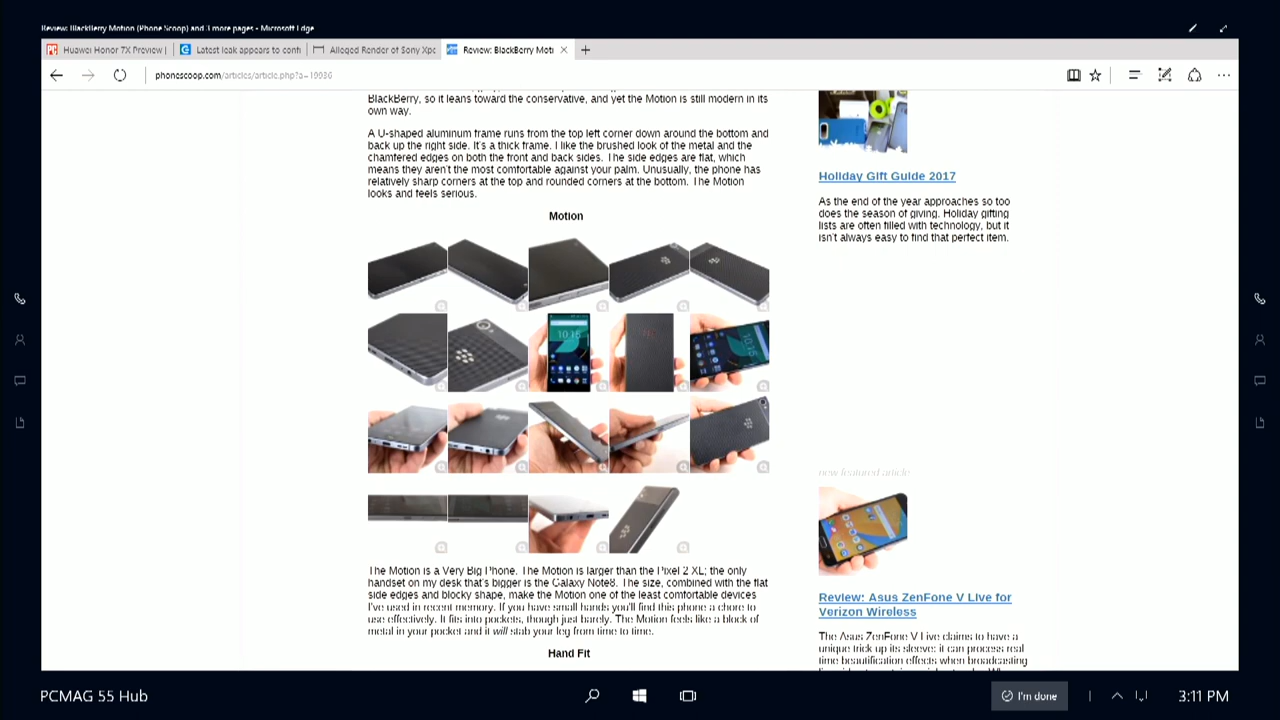 Review: BlackBerry Motion (Phone Scoop) and 3 more pages - Microsoft Edge
Huawei Honor 7X Preview |
Latest leak appears to confi
Alleged Render of Sony Xpe
Review: BlackBerry Moti
phonescoop.com/articles/article.php?a=19936
BlackBerry, so it leans toward the conservative, and yet the Motion is still modern in its
own way.
A U-shaped aluminum frame runs from the top left corner down around the bottom and
back up the right side. It's a thick frame. I like the brushed look of the metal and the
chamfered edges on both the front and back sides. The side edges are flat, which
means they aren't the most comfortable against your palm. Unusually, the phone has
relatively sharp corners at the top and rounded corners at the bottom. The Motion
looks and feels serious.
Motion
10:15
10:15
The Motion is a Very Big Phone. The Motion is larger than the Pixel 2 XL; the only
handset on my desk that's bigger is the Galaxy Note8. The size, combined with the flat
side edges and blocky shape, make the Motion one of the least comfortable devices
I've used in recent memory. If you have small hands you'll find this phone a chore to
use effectively. It fits into pockets, though just barely. The Motion feels like a block of
metal in your pocket and it will stab your leg from time to time.
Hand Fit
Holiday Gift Guide 2017
As the end of the year approaches so too
does the season of giving. Holiday gifting
lists are often filled with technology, but it
isn't always easy to find that perfect item.
new featured article
Review: Asus ZenFone V Live for
Verizon Wireless
The Asus ZenFone V Live claims to have a
unique trick up its sleeve: it can process real
time beautification effects when broadcasting
PCMAG 55 Hub
I'm done
3:11 PM